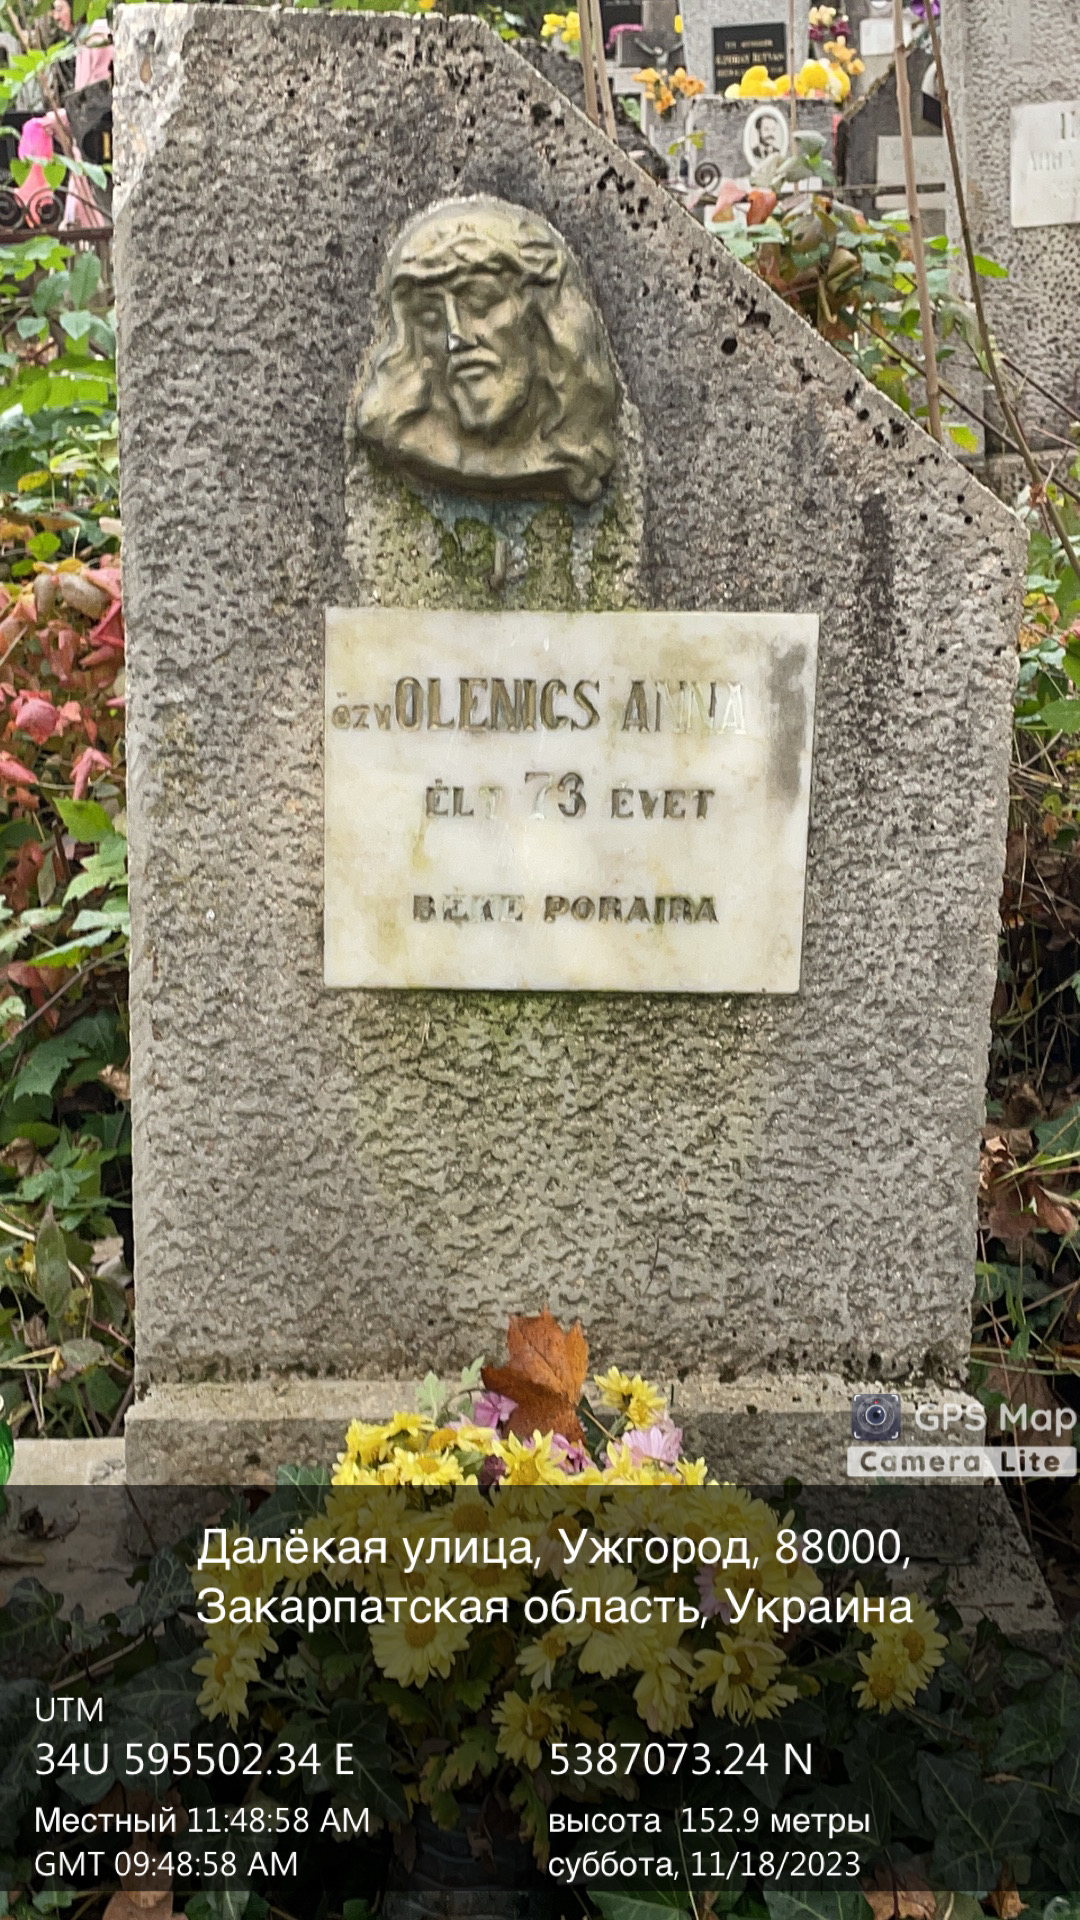 ÖZV. OLENICS ANNA
ÉLT 73 ÉVET
BÉKE PORAIRA
GPS Map
Camera Lite
Далёкая улица, Ужгород, 88000,
Закарпатская область, Украина
UTM
34U 595502.34 E
5387073.24 N
Местный 11:48:58 AM
высота 152.9 метры
GMT 09:48:58 AM
суббота, 11/18/2023